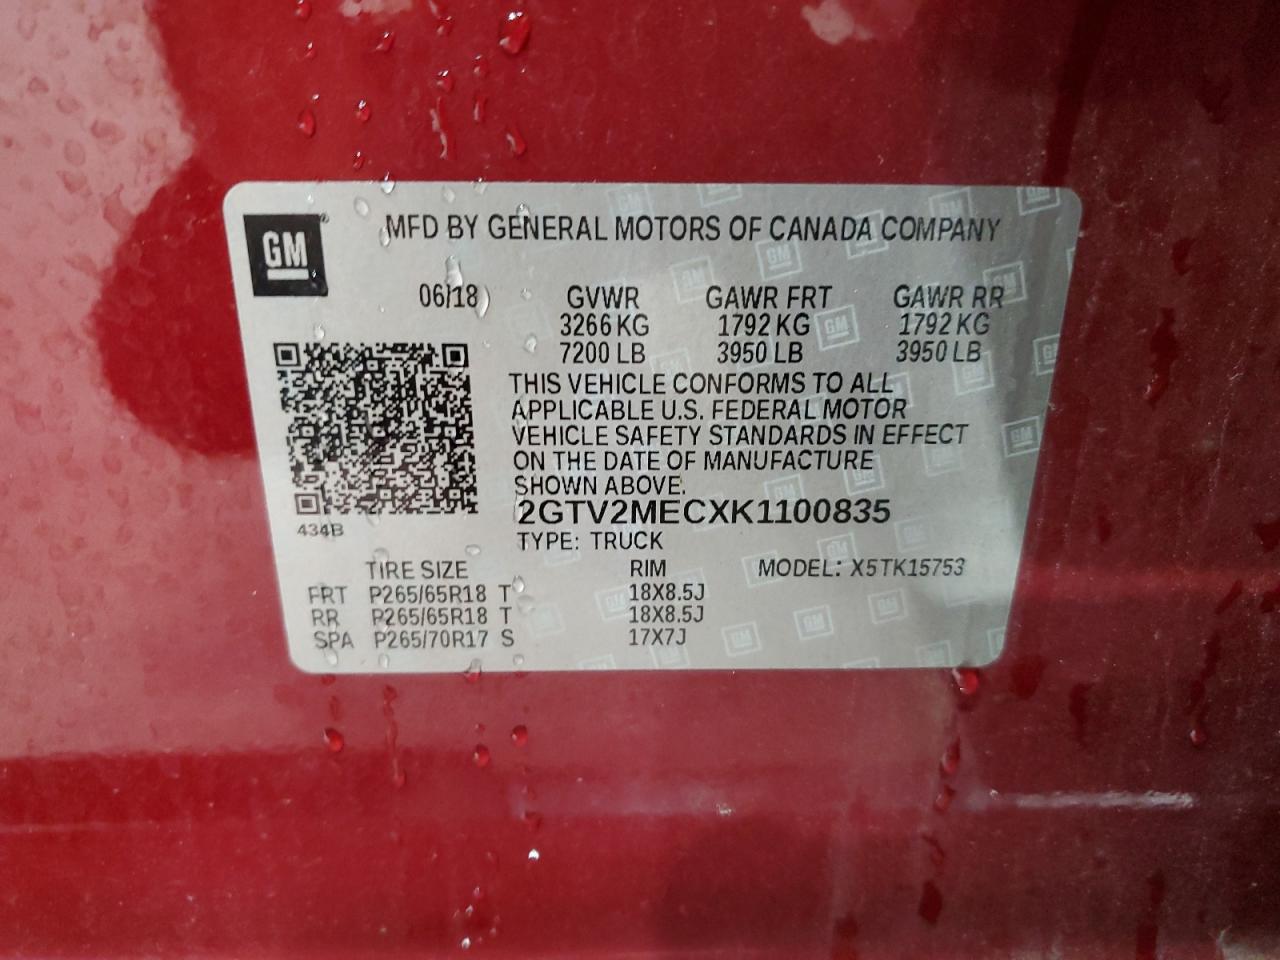 GM
MFD BY GENERAL MOTORS OF CANADA COMPANY
06/18 GVWR GAWR FRT GAWR RR
3266 KG 1792 KG 1792 KG
7200 LB 3950 LB 3950 LB
THIS VEHICLE CONFORMS TO ALL
APPLICABLE U.S. FEDERAL MOTOR
VEHICLE SAFETY STANDARDS IN EFFECT
ON THE DATE OF MANUFACTURE
SHOWN ABOVE.
2GTV2MECXK1100835
434B
TYPE: TRUCK
TIRE SIZE RIM MODEL: X5TK15753
FRT P265/65R18 T 18X8.5J
RR P265/65R18 T 18X8.5J
SPA P265/70R17 S 17X7J